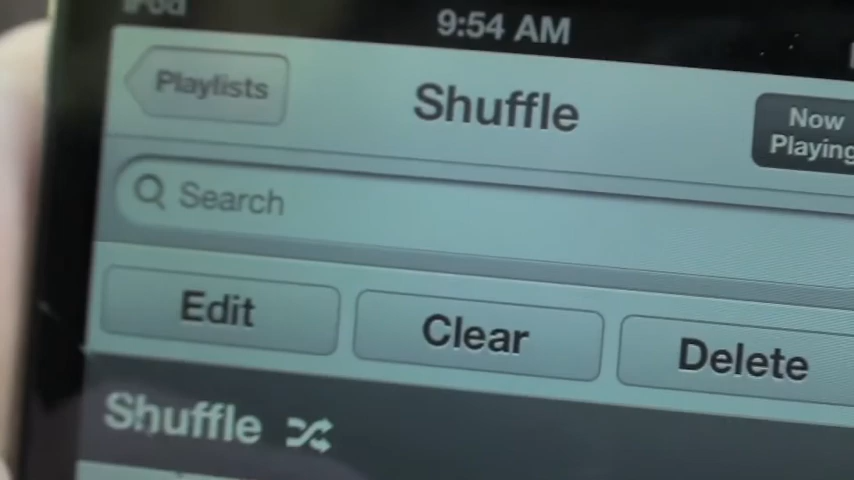 iPod 9:54 AM
Playlists Shuffle Now Playing
Search
Edit Clear Delete
Shuffle